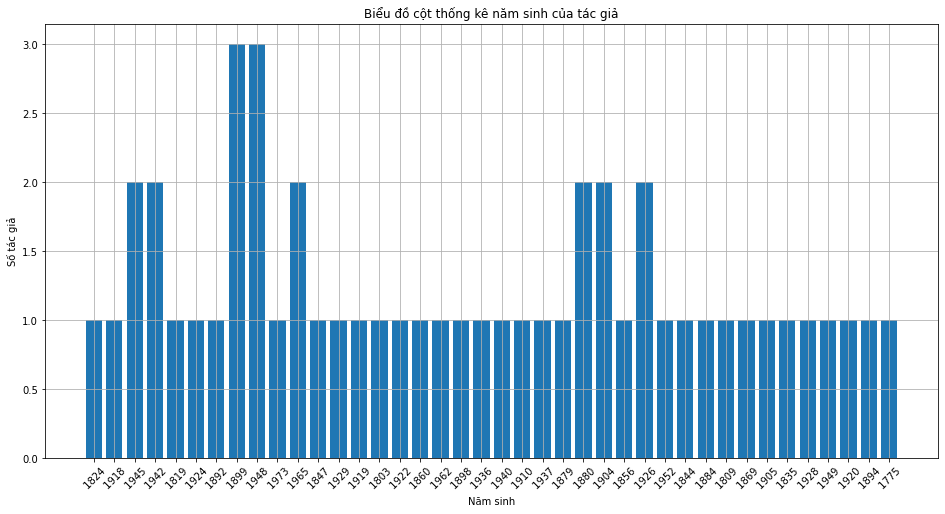 Biểu đồ cột thống kê năm sinh của tác giả
Số tác giả
3.0
2.5
2.0
1.5
1.0
0.5
0.0
1824 1918 1945 1942 1819 1924 1892 1899 1948 1973 1965 1847 1929 1919 1803 1922 1860 1962 1898 1936 1940 1910 1937 1879 1880 1904 1856 1926 1952 1844 1884 1809 1869 1905 1835 1928 1949 1920 1894 1775
Năm sinh